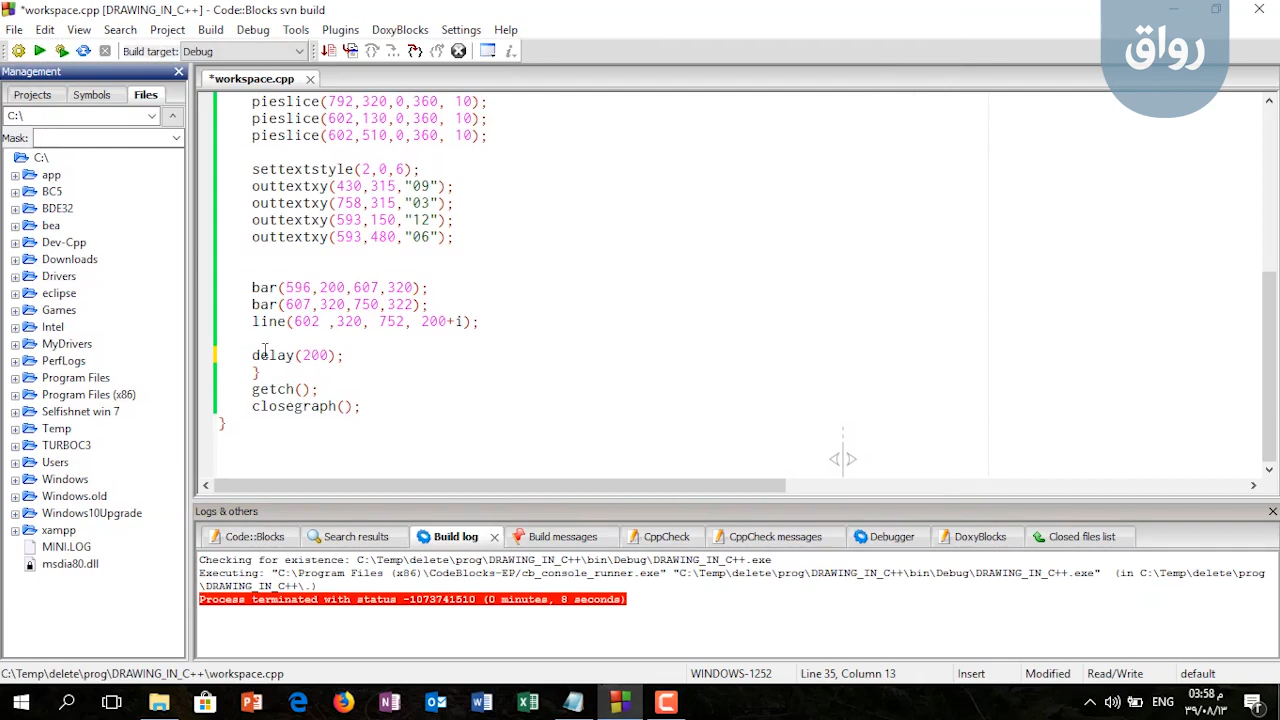 *workspace.cpp [DRAWING_IN_C++] - Code::Blocks svn build
File Edit View Search Project Build Debug Tools Plugins DoxyBlocks Settings Help
رواق
Build target: Debug
Management
*workspace.cpp
Projects Symbols Files
C:\
Mask:
C:\
app
BC5
BDE32
bea
Dev-Cpp
Downloads
Drivers
eclipse
Games
Intel
MyDrivers
PerfLogs
Program Files
Program Files (x86)
Selfishnet win 7
Temp
TURBOC3
Users
Windows
Windows.old
Windows10Upgrade
xampp
MINI.LOG
msdia80.dll
pieslice(792,320,0,360, 10);
pieslice(602,130,0,360, 10);
pieslice(602,510,0,360, 10);
settextstyle(2,0,6);
outtextxy(430,315,"09");
outtextxy(758,315,"03");
outtextxy(593,150,"12");
outtextxy(593,480,"06");
bar(596,200,607,320);
bar(607,320,750,322);
line(602 ,320, 752, 200+i);
delay(200);
}
getch();
closegraph();
}
Logs & others
Code::Blocks Search results Build log Build messages CppCheck CppCheck messages Debugger DoxyBlocks Closed files list
Checking for existence: C:\Temp\delete\prog\DRAWING_IN_C++\bin\Debug\DRAWING_IN_C++.exe
Executing: "C:\Program Files (x86)\CodeBlocks-EP/cb_console_runner.exe" "C:\Temp\delete\prog\DRAWING_IN_C++\bin\Debug\DRAWING_IN_C++.exe" (in C:\Temp\delete\prog
\DRAWING_IN_C++\.)
Process terminated with status -1073741510 (0 minutes, 8 seconds)
C:\Temp\delete\prog\DRAWING_IN_C++\workspace.cpp WINDOWS-1252 Line 35, Column 13 Insert Modified Read/Write default
ENG
03:58 م
٣٩/٠٨/١٣